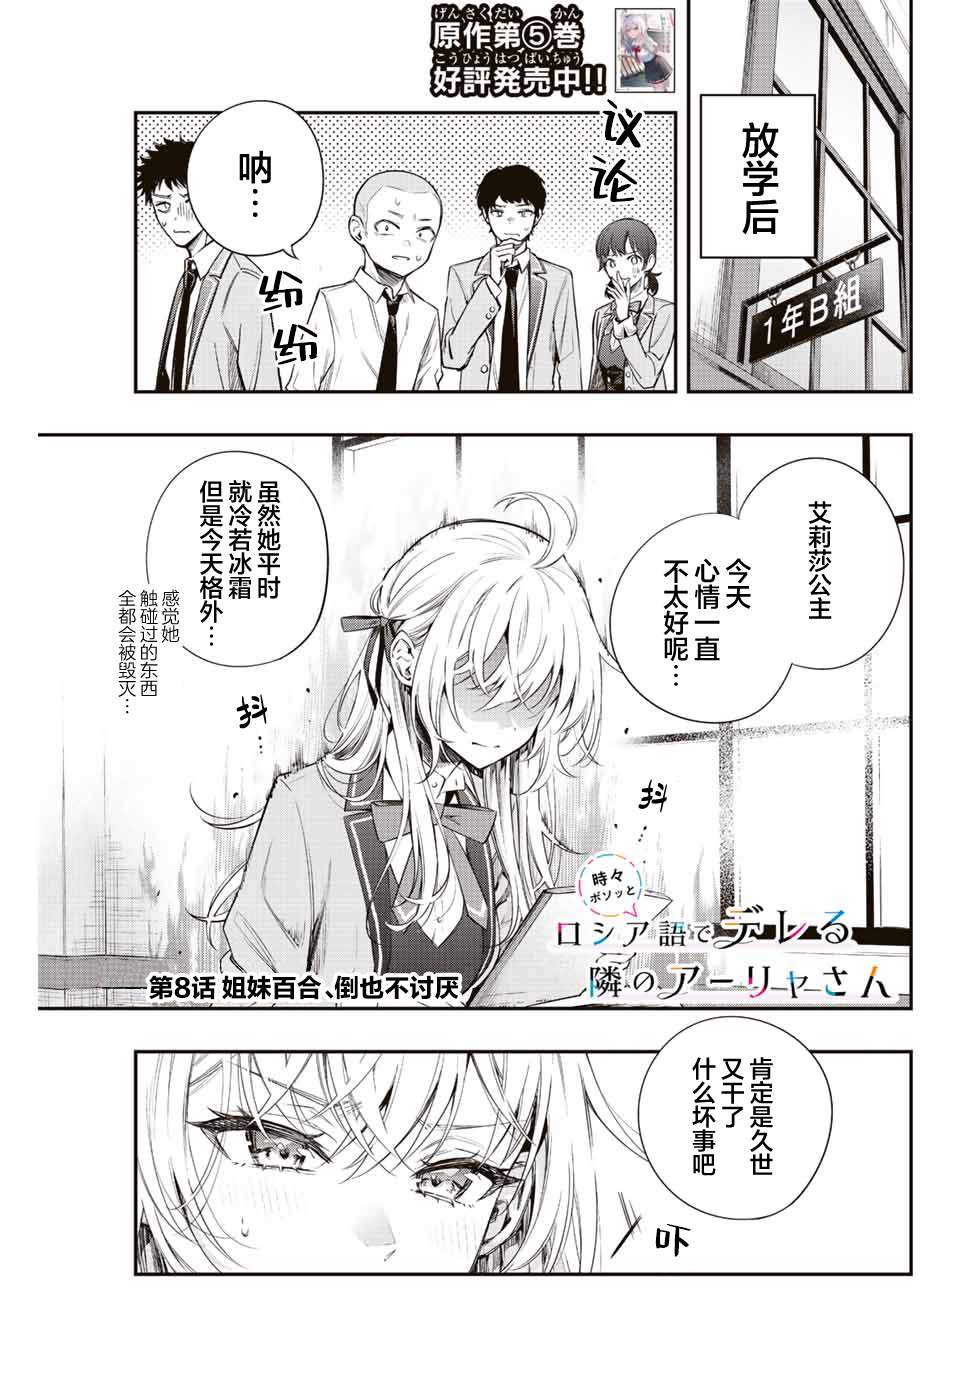 げんさくだい かん
原作第⑤巻
こうひょうはつばいちゅう
好評発売中!!
放学后
1年B組
议论
呐…
纷纷
艾莉莎公主
今天
心情一直
不太好呢…
虽然她平时
就冷若冰霜
但是今天格外…
感觉她
触碰过的东西
全都会被毁灭…
抖…
抖…
時々
ボソッと
ロシア語でデレる
隣のアーリャさん
第8话 姐妹百合、倒也不讨厌
肯定是久世
又干了
什么坏事吧
吓